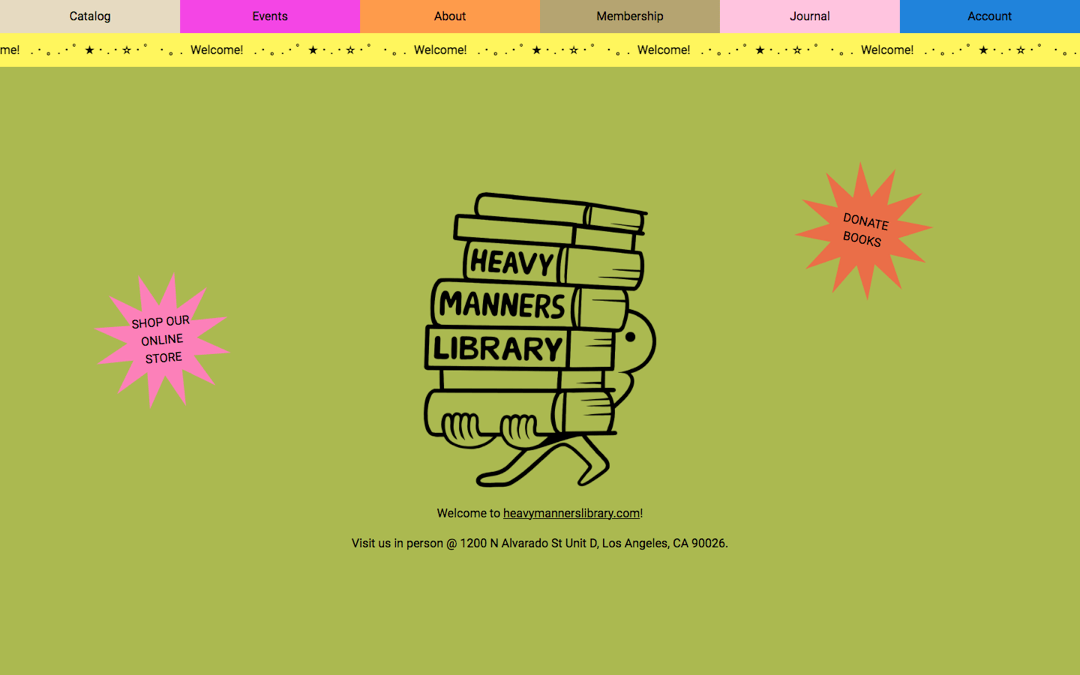 Catalog
Events
About
Membership
Journal
Account
me! .・。.・゜★・.・☆・゜・。. Welcome! .・。.・゜★・.・☆・゜・。. Welcome! .・。.・゜★・.・☆・゜・。. Welcome! .・。.・゜★・.・☆・゜・。. Welcome! .・。.・゜★・.・☆・゜・。.
DONATE
BOOKS
HEAVY
MANNERS
LIBRARY
SHOP OUR
ONLINE
STORE
Welcome to heavymannerslibrary.com!
Visit us in person @ 1200 N Alvarado St Unit D, Los Angeles, CA 90026.